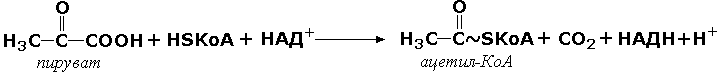 O O
H₃C—C—COOH + HSKoA + НАД⁺ ⟶ H₃C—C~SKoA + CO₂ + НАДН + H⁺
пируват ацетил-КоА